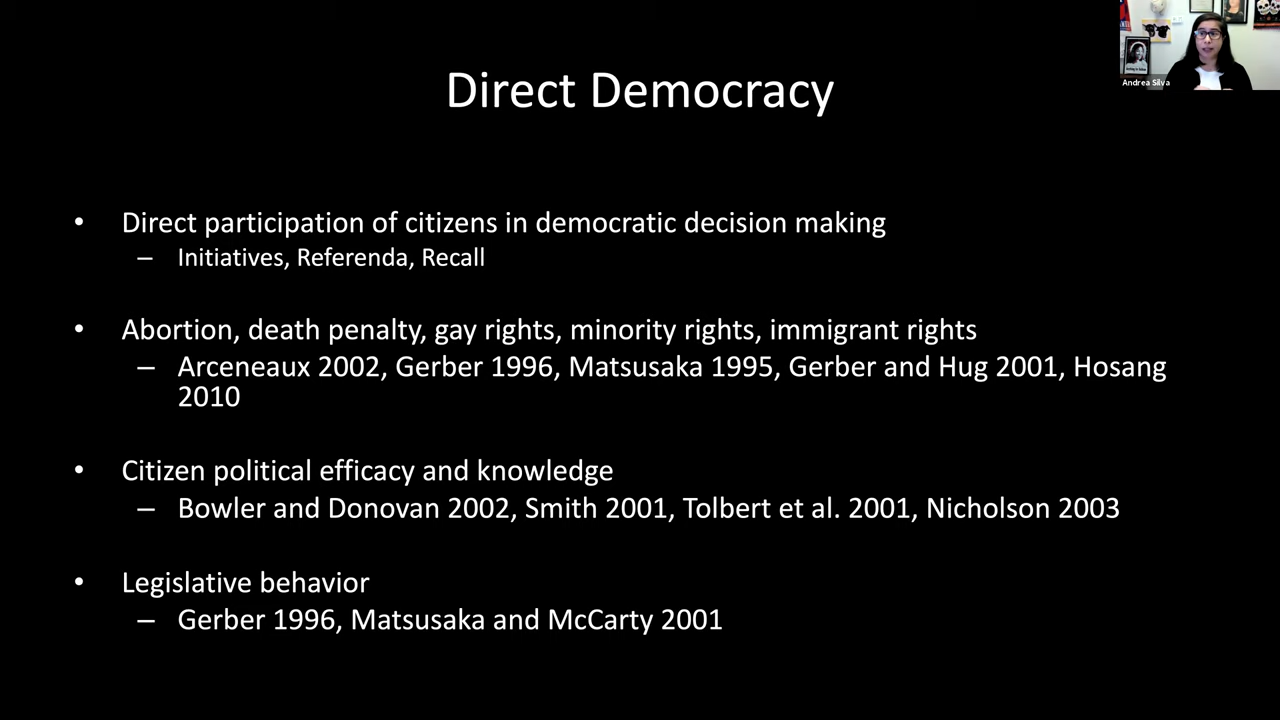 Andrea Silva
Direct Democracy
• Direct participation of citizens in democratic decision making
– Initiatives, Referenda, Recall
• Abortion, death penalty, gay rights, minority rights, immigrant rights
– Arceneaux 2002, Gerber 1996, Matsusaka 1995, Gerber and Hug 2001, Hosang
2010
• Citizen political efficacy and knowledge
– Bowler and Donovan 2002, Smith 2001, Tolbert et al. 2001, Nicholson 2003
• Legislative behavior
– Gerber 1996, Matsusaka and McCarty 2001